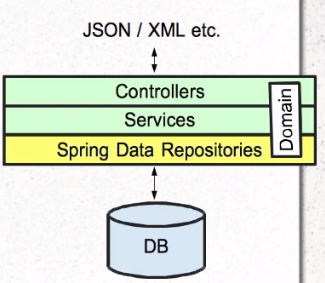 JSON / XML etc.
Controllers
Services
Spring Data Repositories
Domain
DB